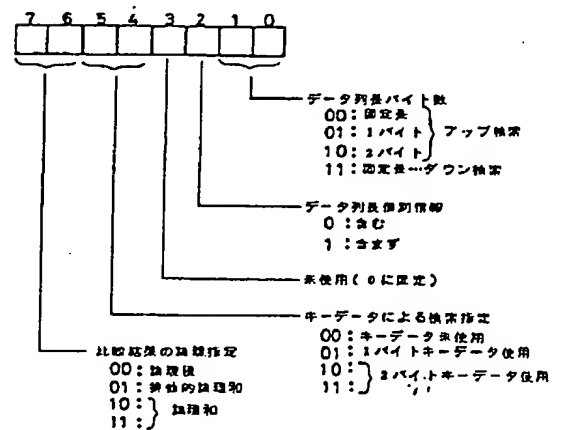 7 6 5 4 3 2 1 0
データ列長バイト数
00：固定長
01：1バイト
10：2バイト
アップ検索
11：固定長…ダウン検索
データ列長個別情報
0：含む
1：含まず
未使用(0に固定)
キーデータによる検索指定
00：キーデータ未使用
01：1バイトキーデータ使用
10：
11：
2バイトキーデータ使用
比較結果の論理指定
00：論理積
01：排他的論理和
10：
11：
論理和